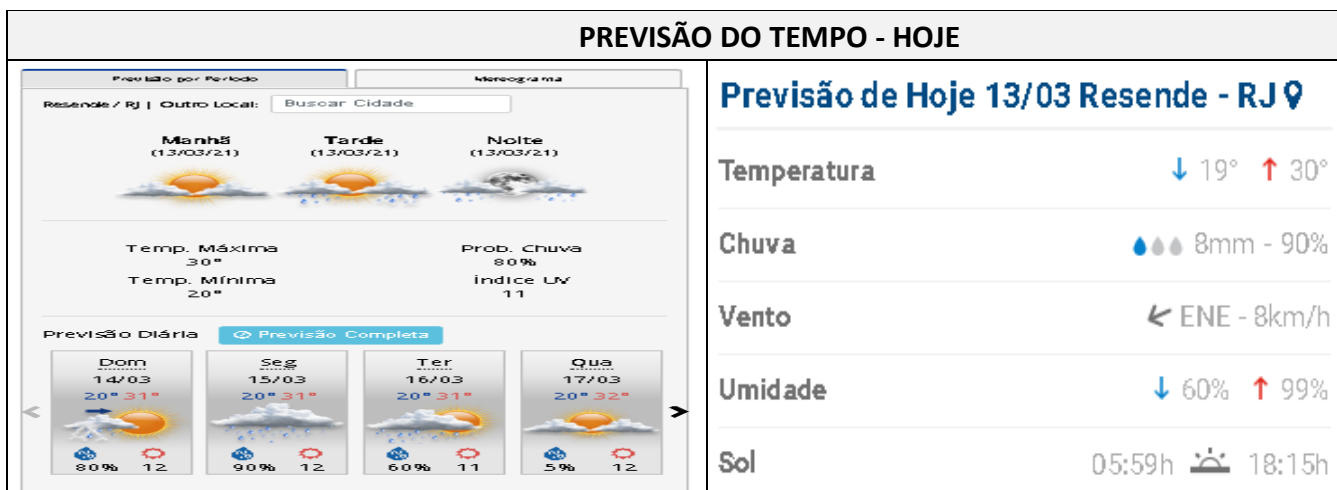 PREVISÃO DO TEMPO - HOJE
Previsão por Período
Meteograma
Resende / RJ | Outro Local: Buscar Cidade
Manhã Tarde Noite
(13/03/21) (13/03/21) (13/03/21)
Temp. Máxima Prob. Chuva
30° 80%
Temp. Mínima Índice UV
20° 11
Previsão Diária Previsão Completa
Dom Seg Ter Qua
14/03 15/03 16/03 17/03
20° 31° 20° 31° 20° 31° 20° 32°
< >
80% 12 90% 12 60% 11 5% 12
Previsão de Hoje 13/03 Resende - RJ
Temperatura ↓ 19° ↑ 30°
Chuva 8mm - 90%
Vento ENE - 8km/h
Umidade ↓ 60% ↑ 99%
Sol 05:59h 18:15h